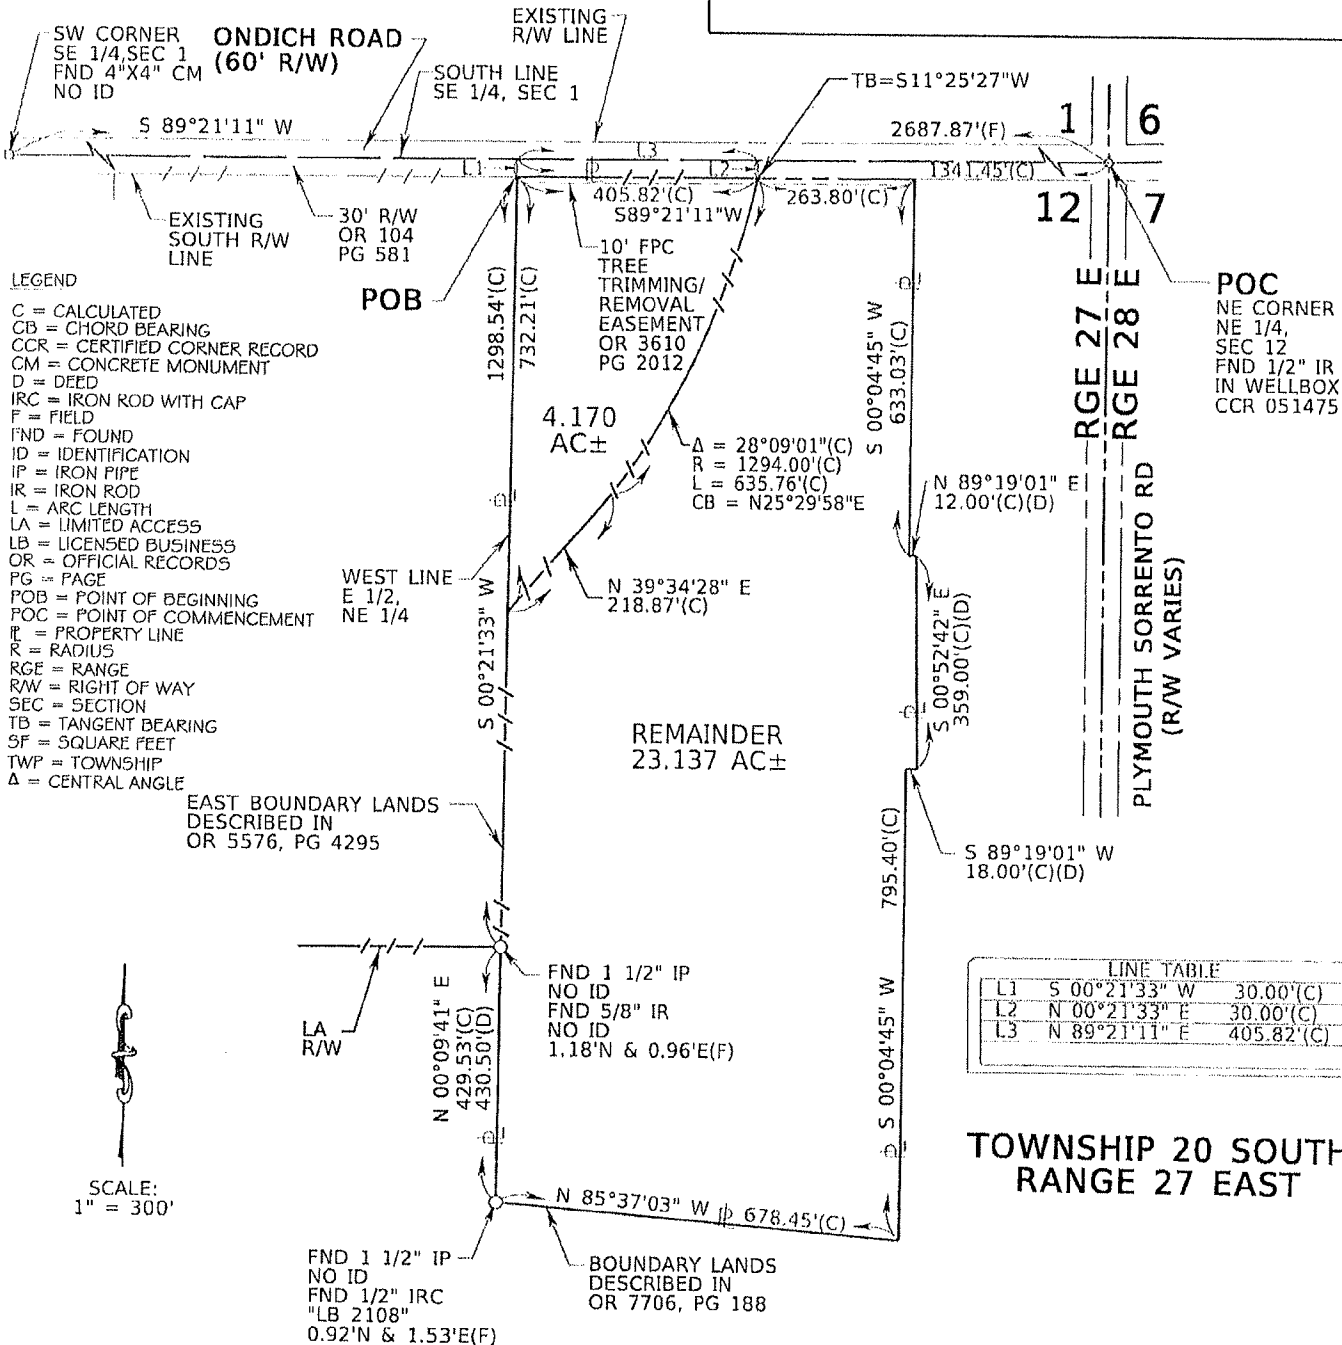 SW CORNER
SE 1/4,SEC 1
FND 4"X4" CM
NO ID
ONDICH ROAD
(60' R/W)
EXISTING
R/W LINE
SOUTH LINE
SE 1/4, SEC 1
TB=S11°25'27"W
S 89°21'11" W
2687.87'(F)
1
6
12
7
L1
L3
L2
1341.45'(C)
405.82'(C)
S89°21'11"W
263.80'(C)
EXISTING
SOUTH R/W
LINE
30' R/W
OR 104
PG 581
POB
10' FPC
TREE
TRIMMING/
REMOVAL
EASEMENT
OR 3610
PG 2012
POC
NE CORNER
NE 1/4,
SEC 12
FND 1/2" IR
IN WELLBOX
CCR 051475
RGE 27 E
RGE 28 E
PLYMOUTH SORRENTO RD
(R/W VARIES)
LEGEND
C = CALCULATED
CB = CHORD BEARING
CCR = CERTIFIED CORNER RECORD
CM = CONCRETE MONUMENT
D = DEED
IRC = IRON ROD WITH CAP
F = FIELD
FND = FOUND
ID = IDENTIFICATION
IP = IRON PIPE
IR = IRON ROD
L = ARC LENGTH
LA = LIMITED ACCESS
LB = LICENSED BUSINESS
OR = OFFICIAL RECORDS
PG = PAGE
POB = POINT OF BEGINNING
POC = POINT OF COMMENCEMENT
PL = PROPERTY LINE
R = RADIUS
RGE = RANGE
R/W = RIGHT OF WAY
SEC = SECTION
TB = TANGENT BEARING
SF = SQUARE FEET
TWP = TOWNSHIP
Δ = CENTRAL ANGLE
1298.54'(C)
732.21'(C)
4.170
AC±
Δ = 28°09'01"(C)
R = 1294.00'(C)
L = 635.76'(C)
CB = N25°29'58"E
S 00°04'45" W
633.03'(C)
N 89°19'01" E
12.00'(C)(D)
WEST LINE
E 1/2,
NE 1/4
N 39°34'28" E
218.87'(C)
S 00°21'33" W
S 00°52'42" E
359.00'(C)(D)
REMAINDER
23.137 AC±
EAST BOUNDARY LANDS
DESCRIBED IN
OR 5576, PG 4295
S 89°19'01" W
18.00'(C)(D)
795.40'(C)
S 00°04'45" W
FND 1 1/2" IP
NO ID
FND 5/8" IR
NO ID
1.18'N & 0.96'E(F)
LA
R/W
N 00°09'41" E
429.53'(C)
430.50'(D)
LINE TABLE
L1 S 00°21'33" W 30.00'(C)
L2 N 00°21'33" E 30.00'(C)
L3 N 89°21'11" E 405.82'(C)
TOWNSHIP 20 SOUTH
RANGE 27 EAST
SCALE:
1" = 300'
N 85°37'03" W
678.45'(C)
FND 1 1/2" IP
NO ID
FND 1/2" IRC
"LB 2108"
0.92'N & 1.53'E(F)
BOUNDARY LANDS
DESCRIBED IN
OR 7706, PG 188